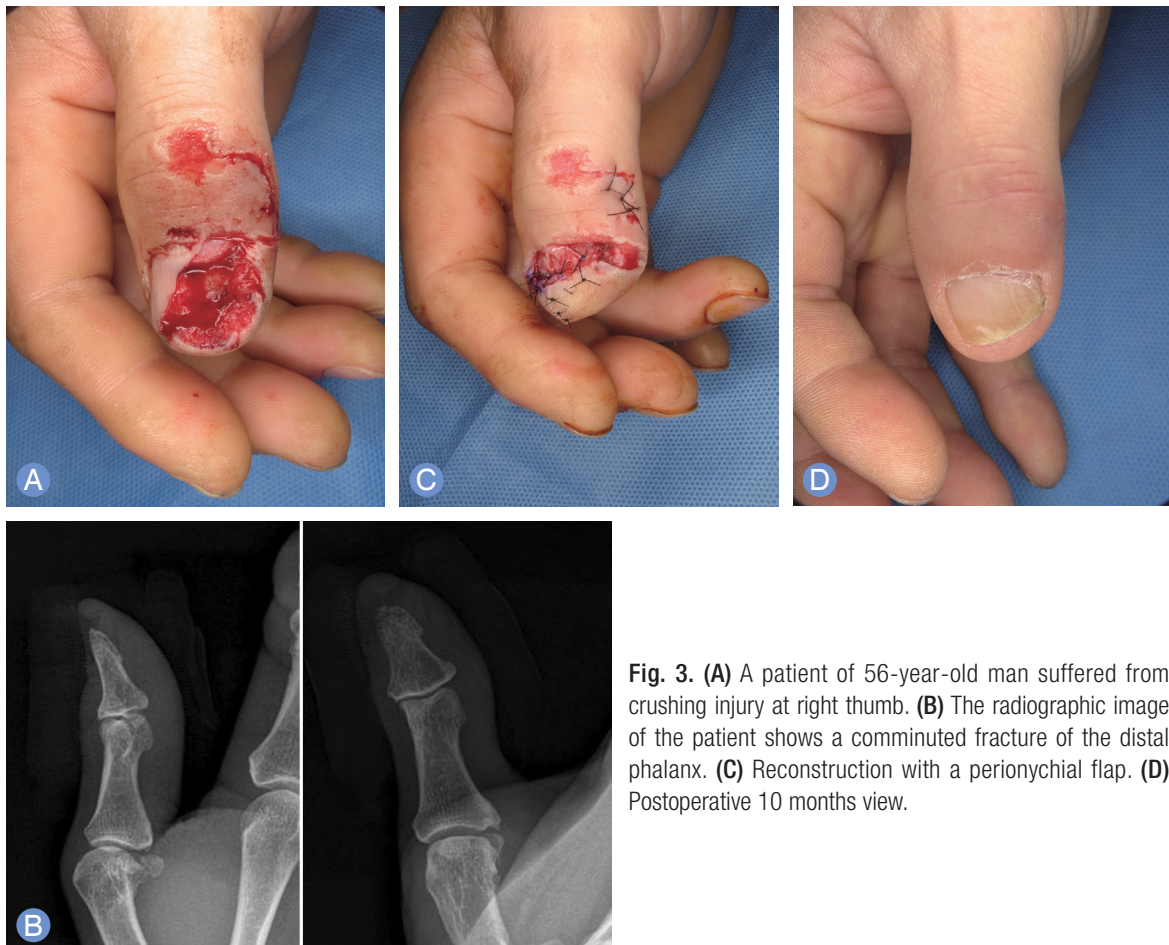 A
C
D
B
Fig. 3. (A) A patient of 56-year-old man suffered from
crushing injury at right thumb. (B) The radiographic image
of the patient shows a comminuted fracture of the distal
phalanx. (C) Reconstruction with a perionychial flap. (D)
Postoperative 10 months view.